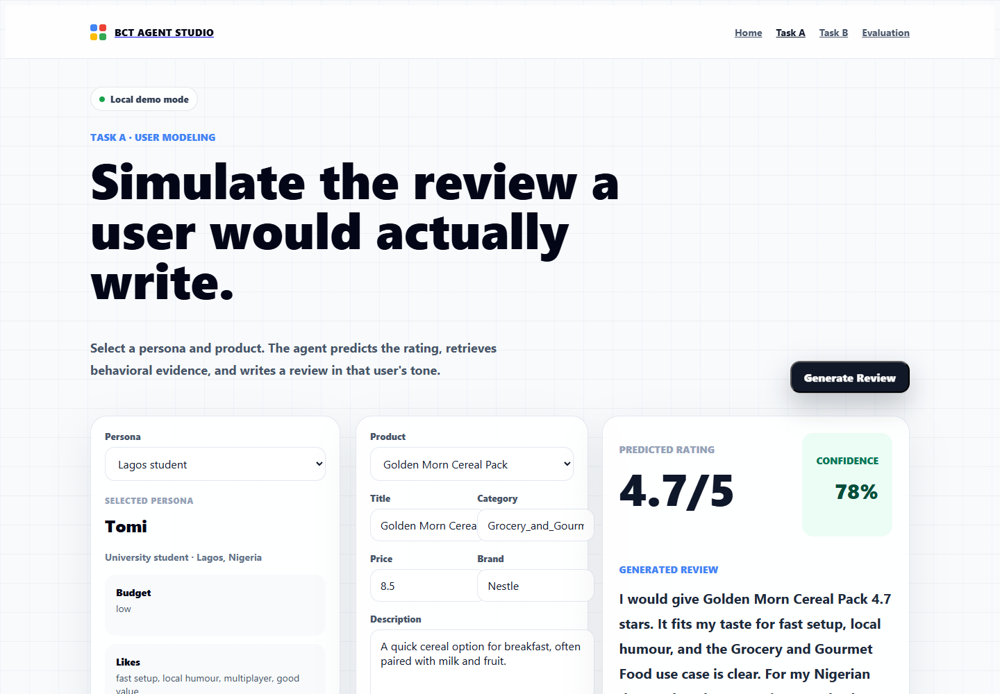 BCT AGENT STUDIO
Home Task A Task B Evaluation
Local demo mode
TASK A · USER MODELING
Simulate the review a
user would actually
write.
Select a persona and product. The agent predicts the rating, retrieves
behavioral evidence, and writes a review in that user's tone.
Generate Review
Persona
Lagos student
SELECTED PERSONA
Tomi
University student · Lagos, Nigeria
Budget
low
Likes
fast setup, local humour, multiplayer, good
value
Product
Golden Morn Cereal Pack
Title Category
Golden Morn Cerea Grocery_and_Gourm
Price Brand
8.5 Nestle
Description
A quick cereal option for breakfast, often
paired with milk and fruit.
PREDICTED RATING
4.7/5
CONFIDENCE
78%
GENERATED REVIEW
I would give Golden Morn Cereal Pack 4.7
stars. It fits my taste for fast setup, local
humour, and the Grocery and Gourmet
Food use case is clear. For my Nigerian